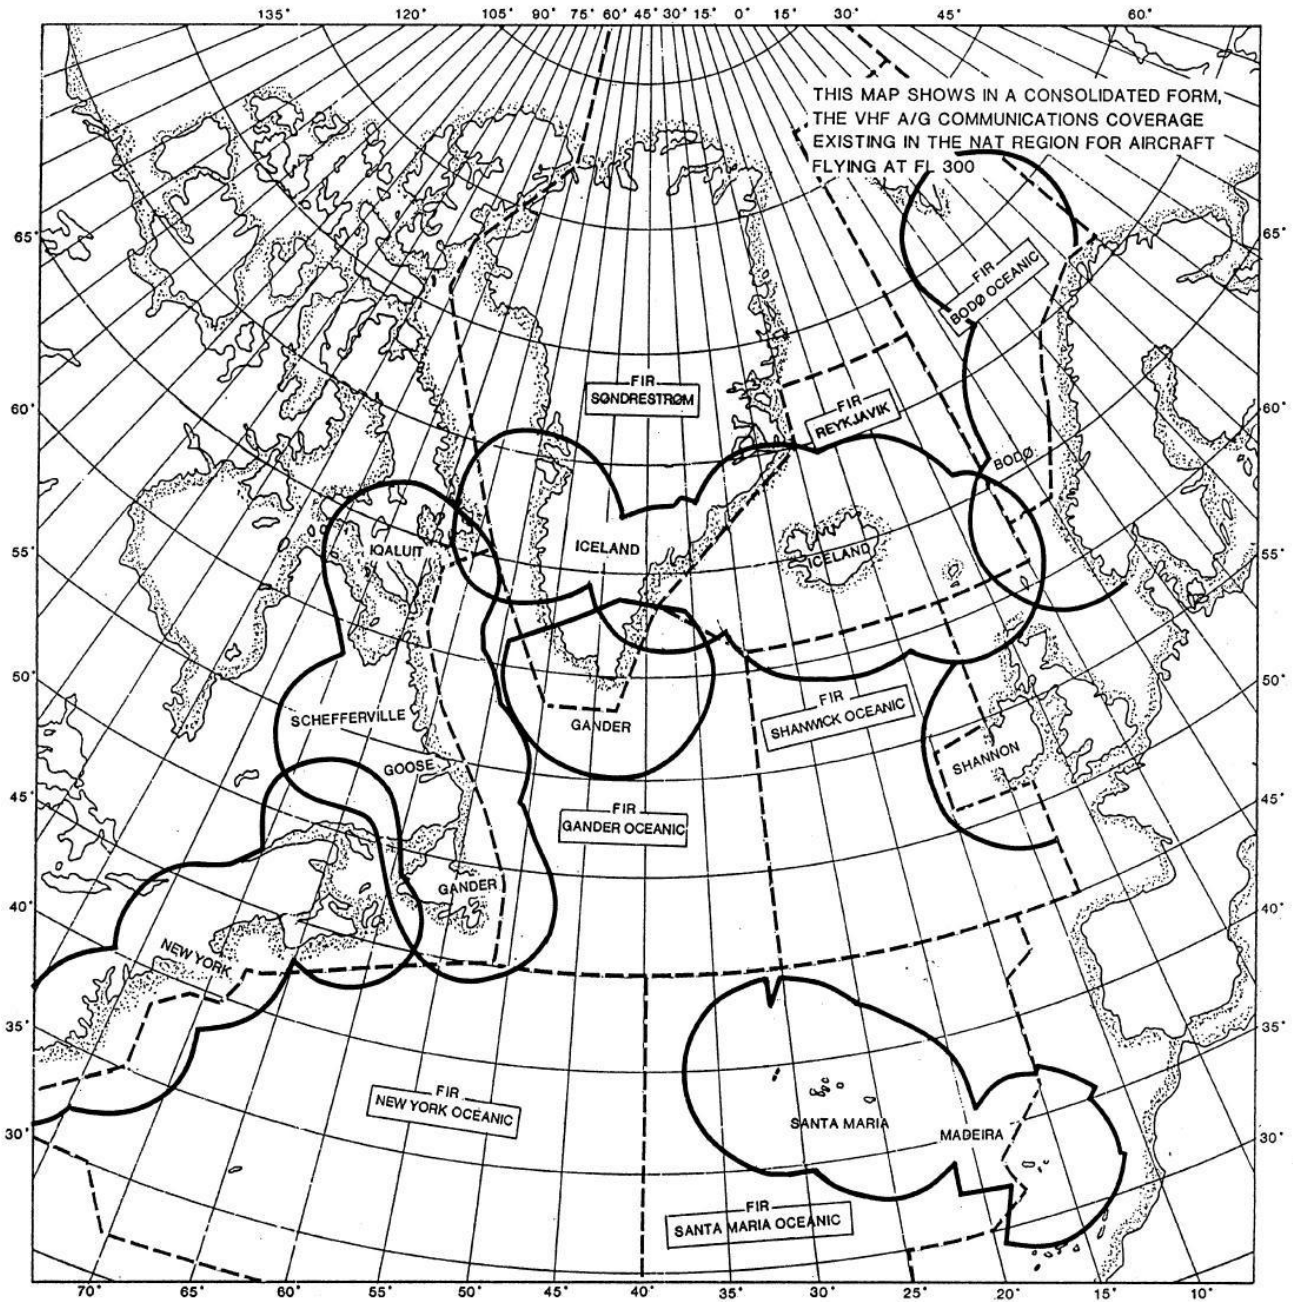 135° 120° 105° 90° 75° 60° 45° 30° 15° 0° 15° 30° 45° 60°
THIS MAP SHOWS IN A CONSOLIDATED FORM,
THE VHF A/G COMMUNICATIONS COVERAGE
EXISTING IN THE NAT REGION FOR AIRCRAFT
FLYING AT FL 300
65°
65°
FIR
BODØ OCEANIC
FIR
SØNDRESTRØM
60°
60°
FIR
REYKJAVIK
BODØ
IQALUIT
ICELAND
ICELAND
55°
55°
50°
50°
SCHEFFERVILLE
GANDER
FIR
SHANWICK OCEANIC
SHANNON
GOOSE
45°
45°
FIR
GANDER OCEANIC
GANDER
40°
40°
NEW YORK
35°
35°
FIR
NEW YORK OCEANIC
SANTA MARIA
MADEIRA
30°
30°
FIR
SANTA MARIA OCEANIC
70° 60° 55° 50° 45° 40° 35° 30° 25° 20° 15° 10°